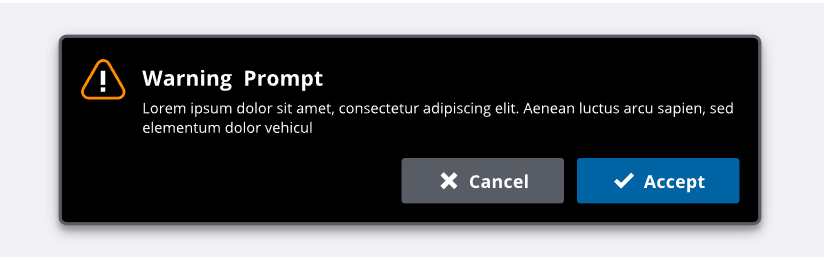 Warning Prompt
Lorem ipsum dolor sit amet, consectetur adipiscing elit. Aenean luctus arcu sapien, sed
elementum dolor vehicul
Cancel
Accept